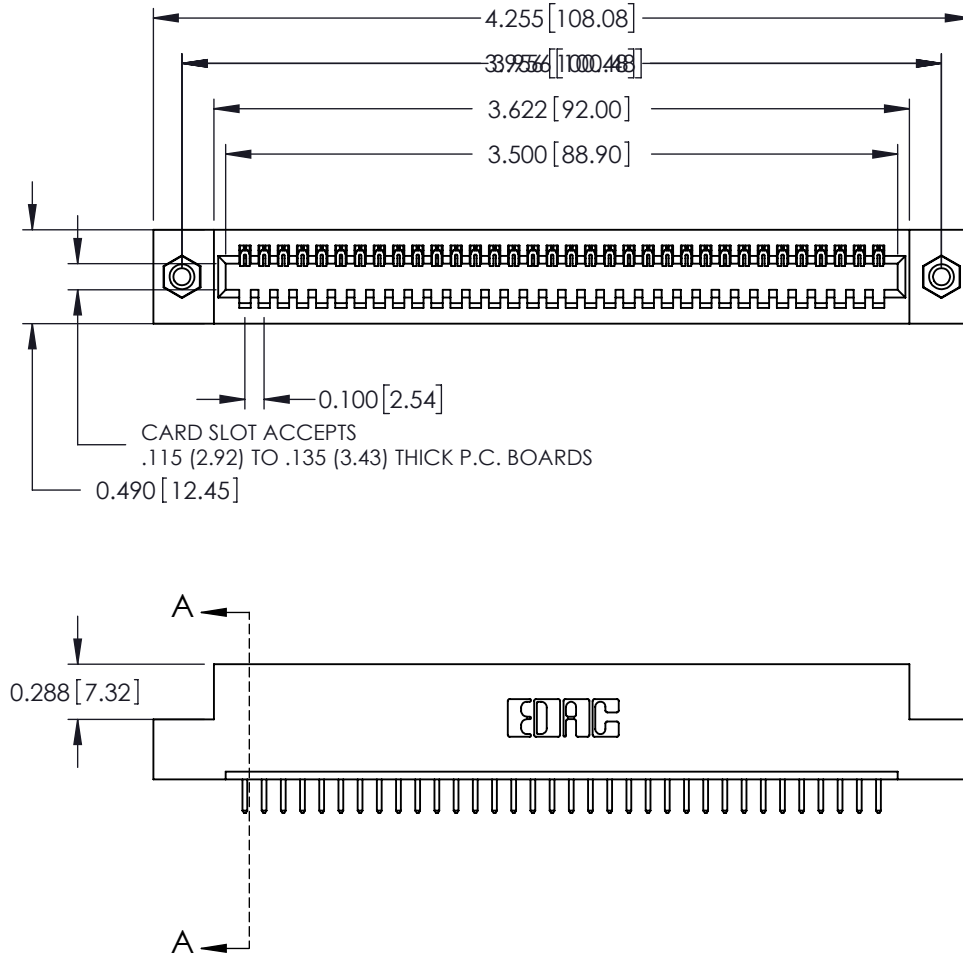 4.255 [108.08]
3.622 [92.00]
3.500 [88.90]
0.100 [2.54]
CARD SLOT ACCEPTS
.115 (2.92) TO .135 (3.43) THICK P.C. BOARDS
0.490 [12.45]
A
0.288 [7.32]
EDAC
A